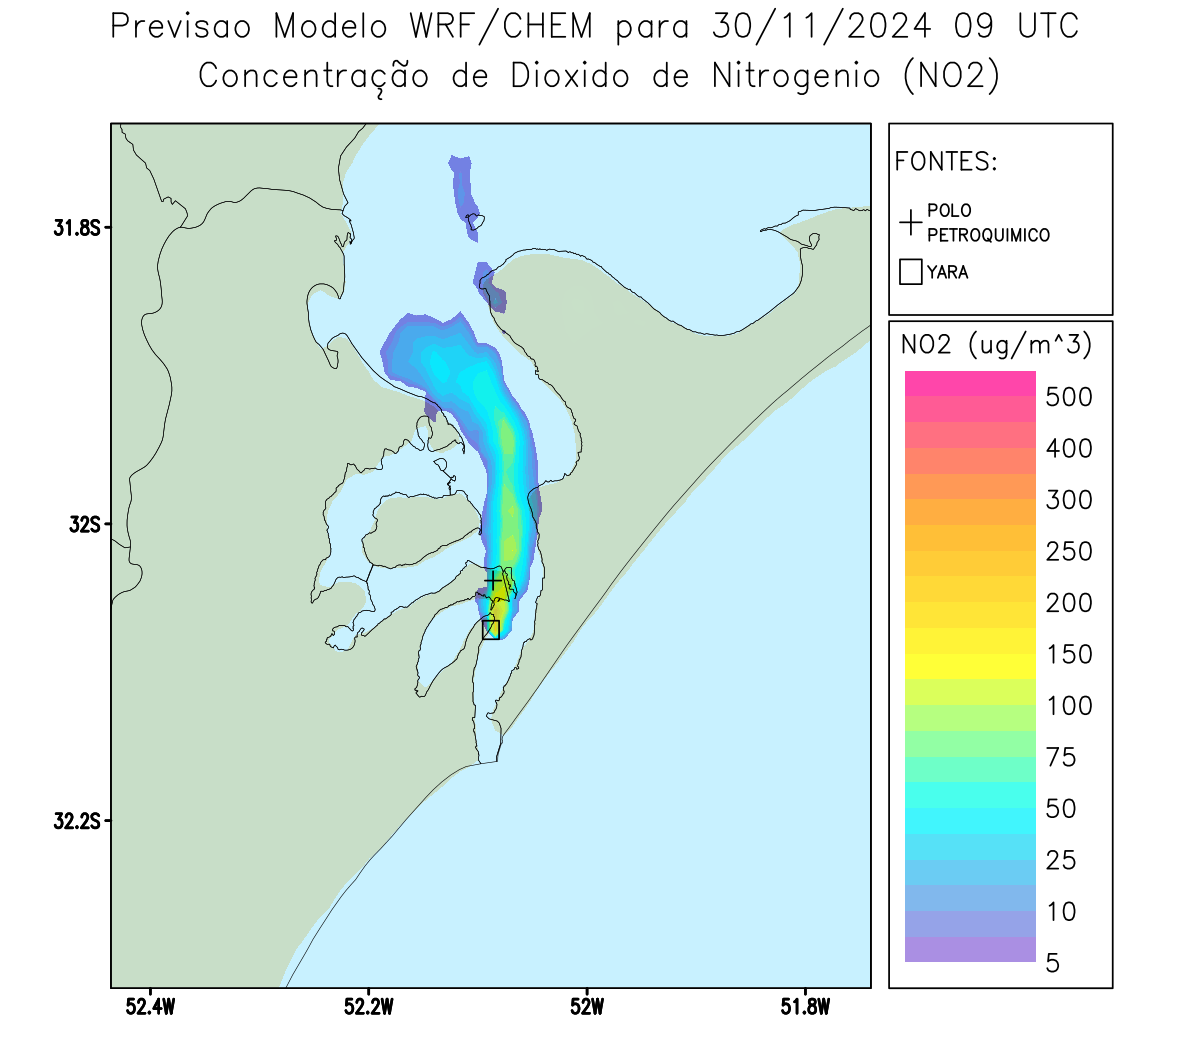 Previsao Modelo WRF/CHEM para 30/11/2024 09 UTC
Concentração de Dioxido de Nitrogenio (NO2)
FONTES:
POLO
PETROQUIMICO
YARA
NO2 (ug/m^3)
500
400
300
250
200
150
100
75
50
25
10
5
31.8S
32S
32.2S
52.4W
52.2W
52W
51.8W